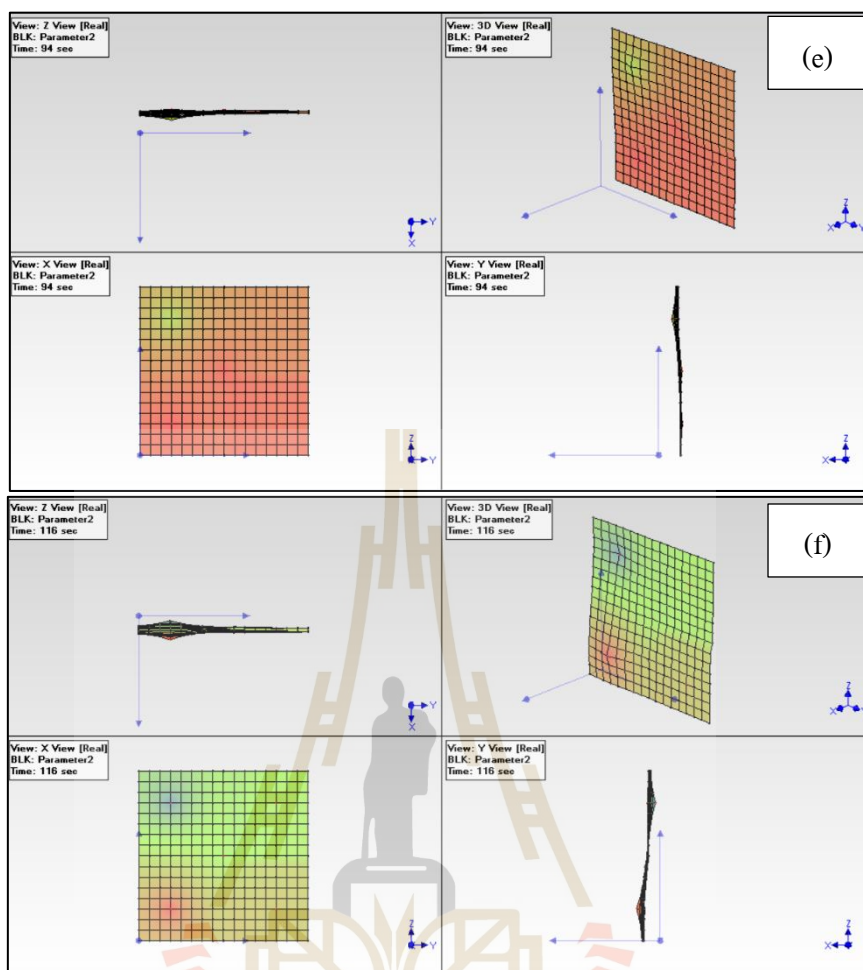 View: Z View [Real]
BLK: Parameter2
Time: 94 sec
Y
X
View: 3D View [Real]
BLK: Parameter2
Time: 94 sec
(e)
Z
X
Y
View: X View [Real]
BLK: Parameter2
Time: 94 sec
Z
Y
View: Y View [Real]
BLK: Parameter2
Time: 94 sec
Z
X
View: Z View [Real]
BLK: Parameter2
Time: 116 sec
Y
X
View: 3D View [Real]
BLK: Parameter2
Time: 116 sec
(f)
Z
X
Y
View: X View [Real]
BLK: Parameter2
Time: 116 sec
Z
Y
View: Y View [Real]
BLK: Parameter2
Time: 116 sec
Z
X